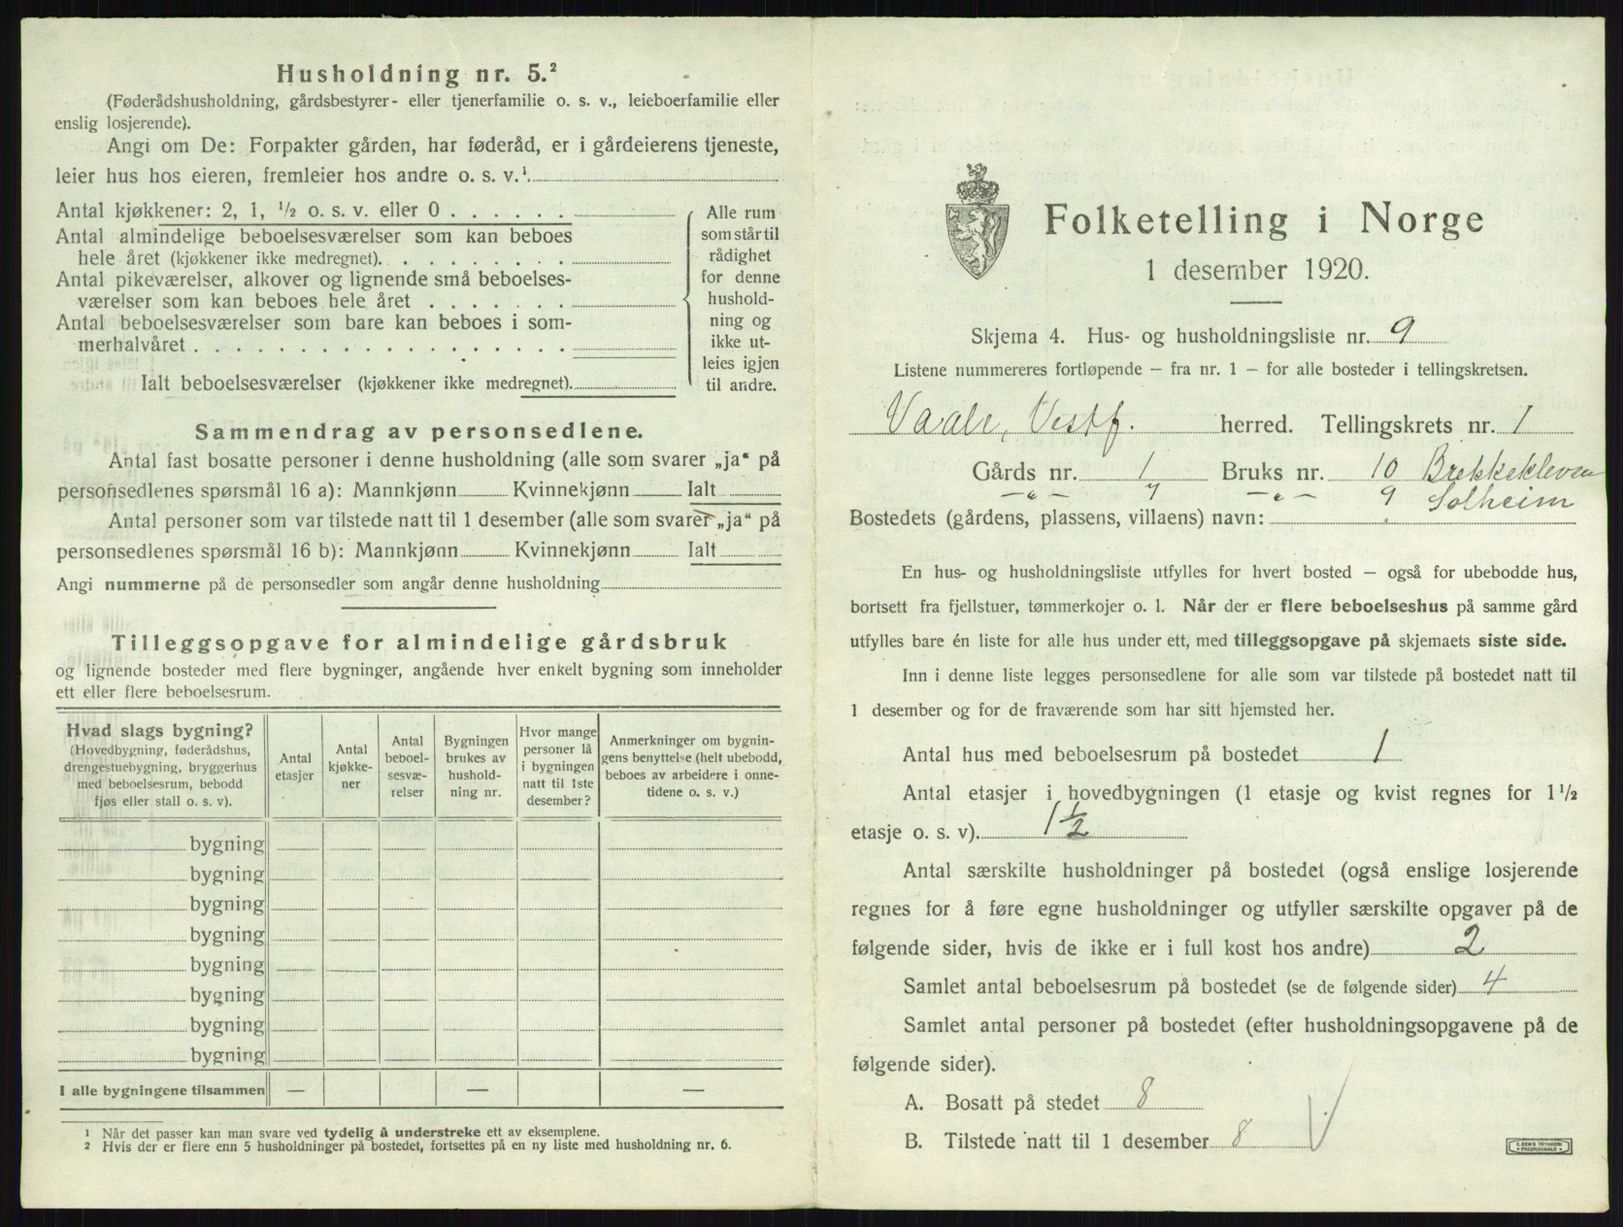 Husholdning nr. 5.²
(Føderådshusholdning, gårdsbestyrer- eller tjenerfamilie o. s. v., leieboerfamilie eller
enslig losjerende).
Angi om De: Forpakter gården, har føderåd, er i gårdeierens tjeneste,
leier hus hos eieren, fremleier hos andre o. s. v.¹
Antal kjøkkener: 2, 1, ½ o. s. v. eller 0 . . . . . .
Antal almindelige beboelsesværelser som kan beboes
hele året (kjøkkener ikke medregnet). . . . . . . . .
Antal pikeværelser, alkover og lignende små beboelses-
værelser som kan beboes hele året . . . . . . .
Antal beboelsesværelser som bare kan beboes i som-
merhalvåret . . . . . . . . . . . . . . . . . .
Ialt beboelsesværelser (kjøkkener ikke medregnet).
Alle rum
som står til
rådighet
for denne
hushold-
ning og
ikke ut-
leies igjen
til andre.
Sammendrag av personsedlene.
Antal fast bosatte personer i denne husholdning (alle som svarer „ja“ på
personsedlenes spørsmål 16 a): Mannkjønn Kvinnekjønn Ialt
Antal personer som var tilstede natt til 1 desember (alle som svarer „ja“ på
personsedlenes spørsmål 16 b): Mannkjønn Kvinnekjønn Ialt
Angi nummerne på de personsedler som angår denne husholdning
Tilleggsopgave for almindelige gårdsbruk
og lignende bosteder med flere bygninger, angående hver enkelt bygning som inneholder
ett eller flere beboelsesrum.
Hvad slags bygning?
(Hovedbygning, føderådshus,
drengestuebygning, bryggerhus
med beboelsesrum, bebodd
fjøs eller stall o. s. v).
Antal
etasjer
Antal
kjøkke-
ner
Antal
beboel-
sesvæ-
relser
Bygningen
brukes av
hushold-
ning nr.
Hvor mange
personer lå
i bygningen
natt til 1ste
desember?
Anmerkninger om bygnin-
gens benyttelse (helt ubebodd,
beboes av arbeidere i onne-
tidene o. s. v.)
bygning
bygning
bygning
bygning
bygning
bygning
bygning
bygning
I alle bygningene tilsammen — — —
¹ Når det passer kan man svare ved tydelig å understreke ett av eksemplene.
² Hvis der er flere enn 5 husholdninger på bostedet, fortsettes på en ny liste med husholdning nr. 6.
Folketelling i Norge
1 desember 1920.
Skjema 4. Hus- og husholdningsliste nr. 9
Listene nummereres fortløpende — fra nr. 1 — for alle bosteder i tellingskretsen.
Vaale, Vestf. herred. Tellingskrets nr. 1
Gårds nr. 1 Bruks nr. 10 Brekkekleven
—„— 7 —„— 9 Solheim
Bostedets (gårdens, plassens, villaens) navn:
En hus- og husholdningsliste utfylles for hvert bosted — også for ubebodde hus,
bortsett fra fjellstuer, tømmerkojer o. l. Når der er flere beboelseshus på samme gård
utfylles bare én liste for alle hus under ett, med tilleggsopgave på skjemaets siste side.
Inn i denne liste legges personsedlene for alle som var tilstede på bostedet natt til
1 desember og for de fraværende som har sitt hjemsted her.
Antal hus med beboelsesrum på bostedet 1
Antal etasjer i hovedbygningen (1 etasje og kvist regnes for 1½
etasje o. s. v). 1½
Antal særskilte husholdninger på bostedet (også enslige losjerende
regnes for å føre egne husholdninger og utfyller særskilte opgaver på de
følgende sider, hvis de ikke er i full kost hos andre) 2
Samlet antal beboelsesrum på bostedet (se de følgende sider) 4
Samlet antal personer på bostedet (efter husholdningsopgavene på de
følgende sider).
A. Bosatt på stedet 8
B. Tilstede natt til 1 desember 8